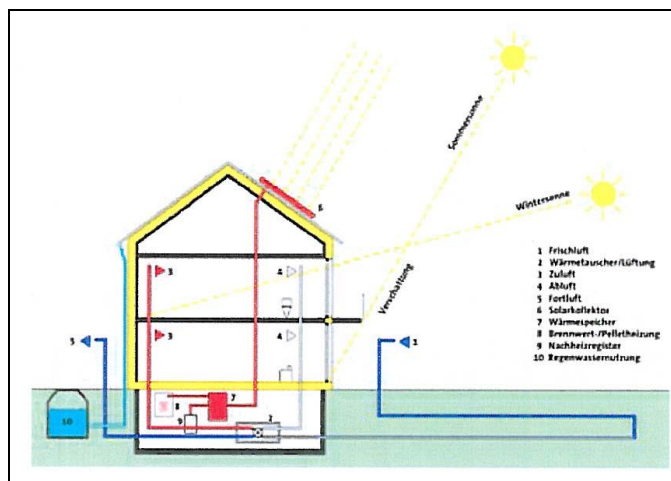 Sommersonne
Wintersonne
Verschattung
6
3
4
3
4
5
1
7
8
9
2
10
1 Frischluft
2 Wärmetauscher/Lüftung
3 Zuluft
4 Abluft
5 Fortluft
6 Solarkollektor
7 Wärmespeicher
8 Brennwert-/Pelletheizung
9 Nachheizregister
10 Regenwassernutzung